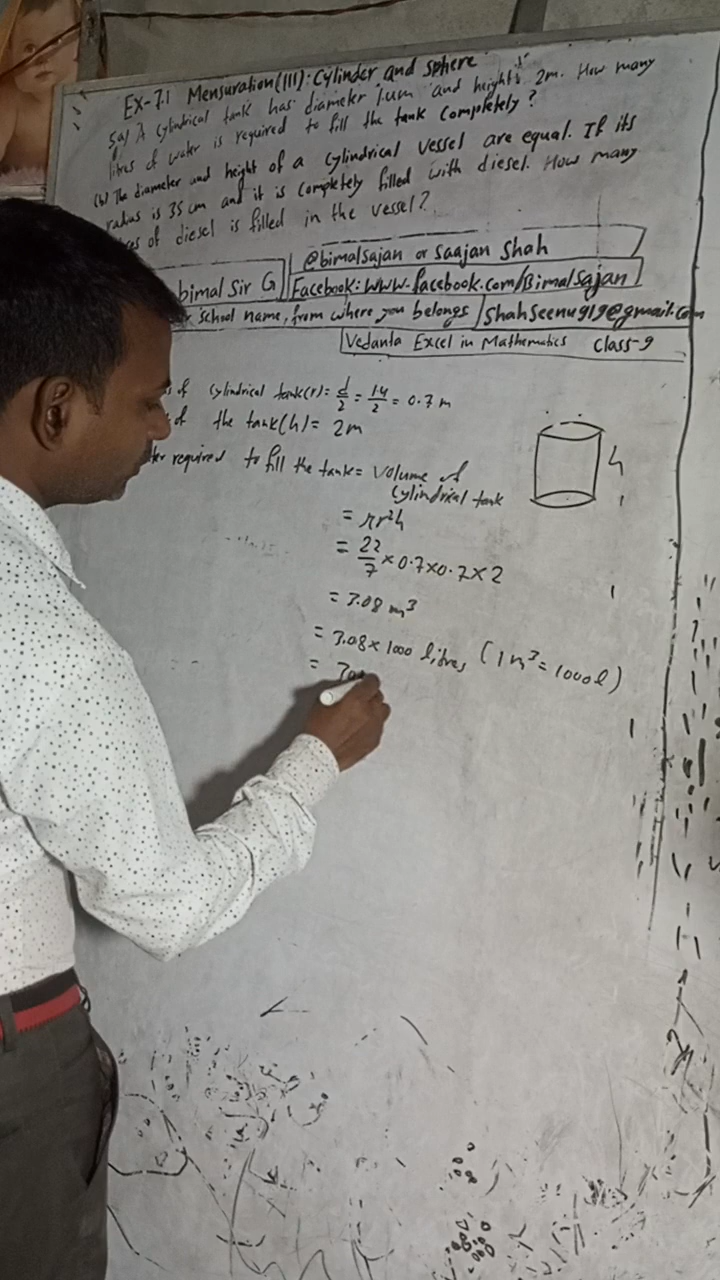 EX-7.1 Mensuration (III): Cylinder and sphere
5a) A cylindrical tank has diameter 1.4m and height is 2m. How many
litres of water is required to fill the tank completely?
(b) The diameter and height of a cylindrical vessel are equal. If its
radius is 35 cm and it is completely filled with diesel. How many
of diesel is filled in the vessel?
@bimalsajan or Saajan Shah
bimal Sir G
Facebook: WWW.facebook.com/Bimalsajan
school name, from where you belongs
Shahseenu919@gmail.com
Vedanta Excel in Mathematics Class-9
of cylindrical tank(r) = d/2 = 14/2 = 0.7 m
of the tank(h) = 2m
required to fill the tank = Volume of
cylindrical tank
= πr²h
= 22/7 × 0.7 × 0.7 × 2
= 3.08 m³
= 3.08 × 1000 litres (1 m³ = 1000 l)
=
h